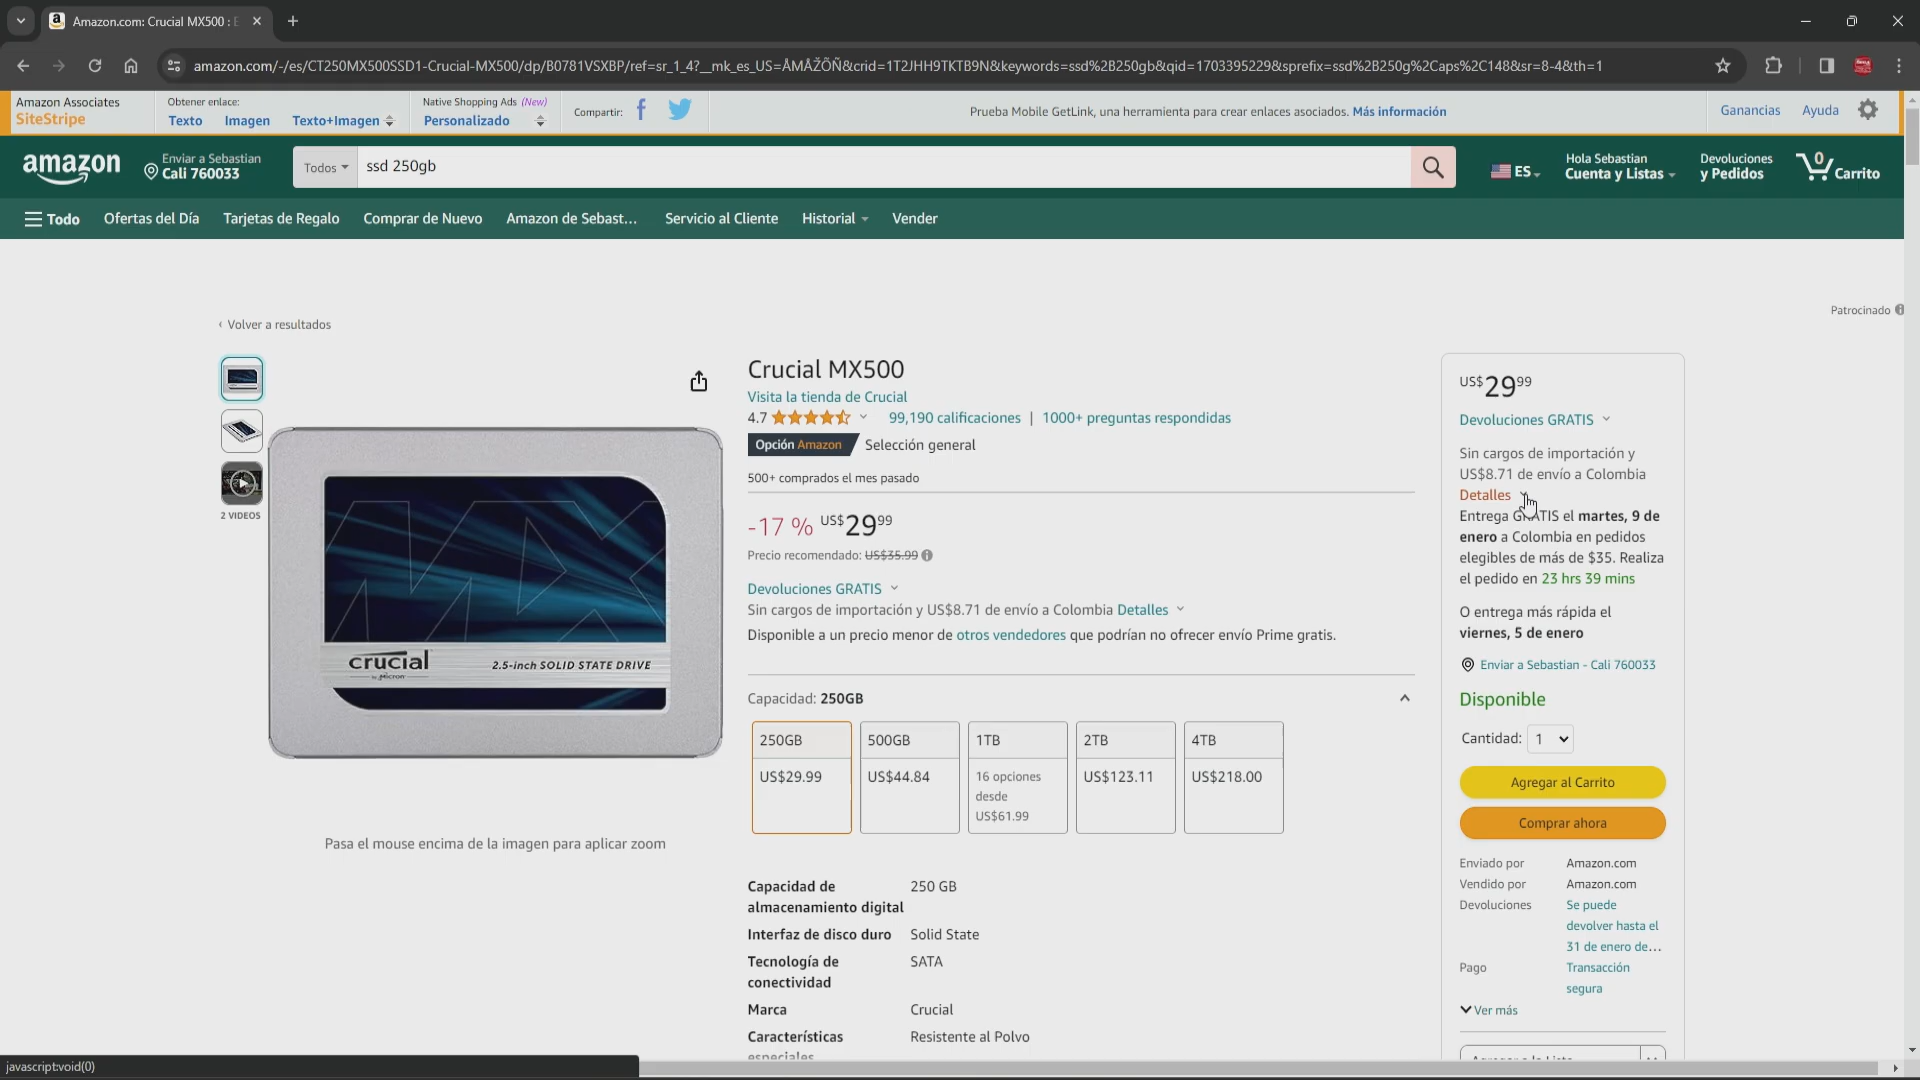 Amazon.com: Crucial MX500 : E
amazon.com/-/es/CT250MX500SSD1-Crucial-MX500/dp/B0781VSXBP/ref=sr_1_4?__mk_es_US=ÅMÅŽÕÑ&crid=1T2JHH9TKTB9N&keywords=ssd%2B250gb&qid=1703395229&sprefix=ssd%2B250g%2Caps%2C148&sr=8-4&th=1
Amazon Associates
SiteStripe
Obtener enlace:
Texto Imagen Texto+Imagen
Native Shopping Ads (New)
Personalizado
Compartir:
Prueba Mobile GetLink, una herramienta para crear enlaces asociados. Más información
Ganancias Ayuda
amazon
Enviar a Sebastian
Cali 760033
Todos
ssd 250gb
ES
Hola Sebastian
Cuenta y Listas
Devoluciones
y Pedidos
0
Carrito
Todo Ofertas del Día Tarjetas de Regalo Comprar de Nuevo Amazon de Sebast... Servicio al Cliente Historial Vender
Patrocinado
‹ Volver a resultados
2 VIDEOS
crucial
by Micron
2.5-inch SOLID STATE DRIVE
Pasa el mouse encima de la imagen para aplicar zoom
Crucial MX500
Visita la tienda de Crucial
4.7 99,190 calificaciones | 1000+ preguntas respondidas
Opción Amazon Selección general
500+ comprados el mes pasado
-17 % US$29⁹⁹
Precio recomendado: US$35.99
Devoluciones GRATIS
Sin cargos de importación y US$8.71 de envío a Colombia Detalles
Disponible a un precio menor de otros vendedores que podrían no ofrecer envío Prime gratis.
Capacidad: 250GB
250GB
US$29.99
500GB
US$44.84
1TB
16 opciones
desde
US$61.99
2TB
US$123.11
4TB
US$218.00
Capacidad de
almacenamiento digital
250 GB
Interfaz de disco duro Solid State
Tecnología de
conectividad
SATA
Marca Crucial
Características
especiales
Resistente al Polvo
US$29⁹⁹
Devoluciones GRATIS
Sin cargos de importación y
US$8.71 de envío a Colombia
Detalles
Entrega GRATIS el martes, 9 de
enero a Colombia en pedidos
elegibles de más de $35. Realiza
el pedido en 23 hrs 39 mins
O entrega más rápida el
viernes, 5 de enero
Enviar a Sebastian - Cali 760033
Disponible
Cantidad: 1
Agregar al Carrito
Comprar ahora
Enviado por Amazon.com
Vendido por Amazon.com
Devoluciones Se puede
devolver hasta el
31 de enero de...
Pago Transacción
segura
Ver más
Agregar a la Lista
javascript:void(0)